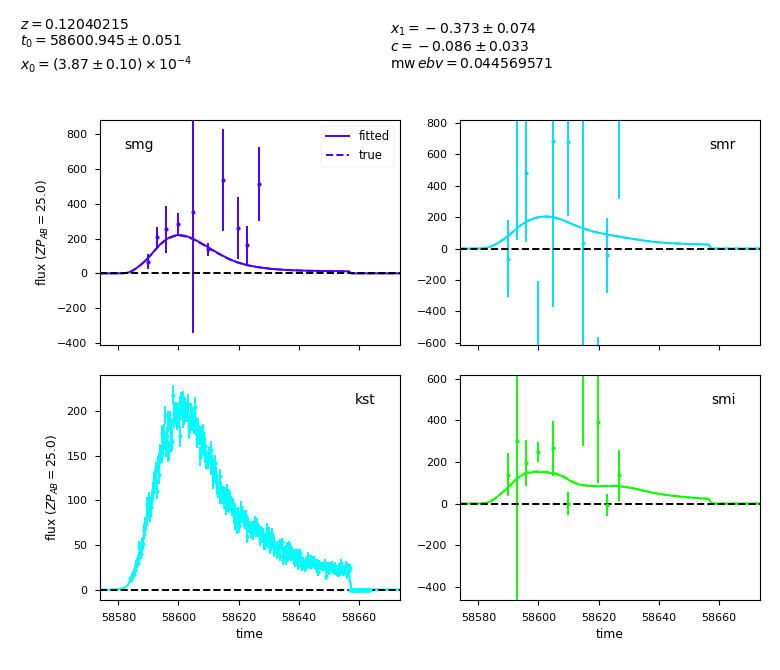 z = 0.12040215
t₀ = 58600.945 ± 0.051
x₀ = (3.87 ± 0.10) × 10⁻⁴
x₁ = −0.373 ± 0.074
c = −0.086 ± 0.033
mw ebv = 0.044569571
smg
fitted
true
800
600
400
200
0
−200
−400
flux (ZP_AB = 25.0)
smr
800
600
400
200
0
−200
−400
−600
kst
200
150
100
50
0
flux (ZP_AB = 25.0)
58580 58600 58620 58640 58660
time
smi
600
400
200
0
−200
−400
58580 58600 58620 58640 58660
time